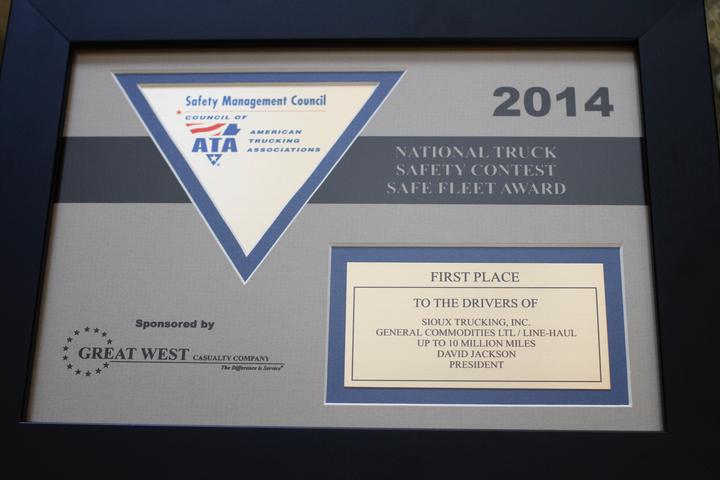 Safety Management Council
COUNCIL OF
ATA
AMERICAN
TRUCKING
ASSOCIATIONS
2014
NATIONAL TRUCK
SAFETY CONTEST
SAFE FLEET AWARD
FIRST PLACE
TO THE DRIVERS OF
SIOUX TRUCKING, INC.
GENERAL COMMODITIES LTL / LINE-HAUL
UP TO 10 MILLION MILES
DAVID JACKSON
PRESIDENT
Sponsored by
GREAT WEST CASUALTY COMPANY
The Difference is Service®